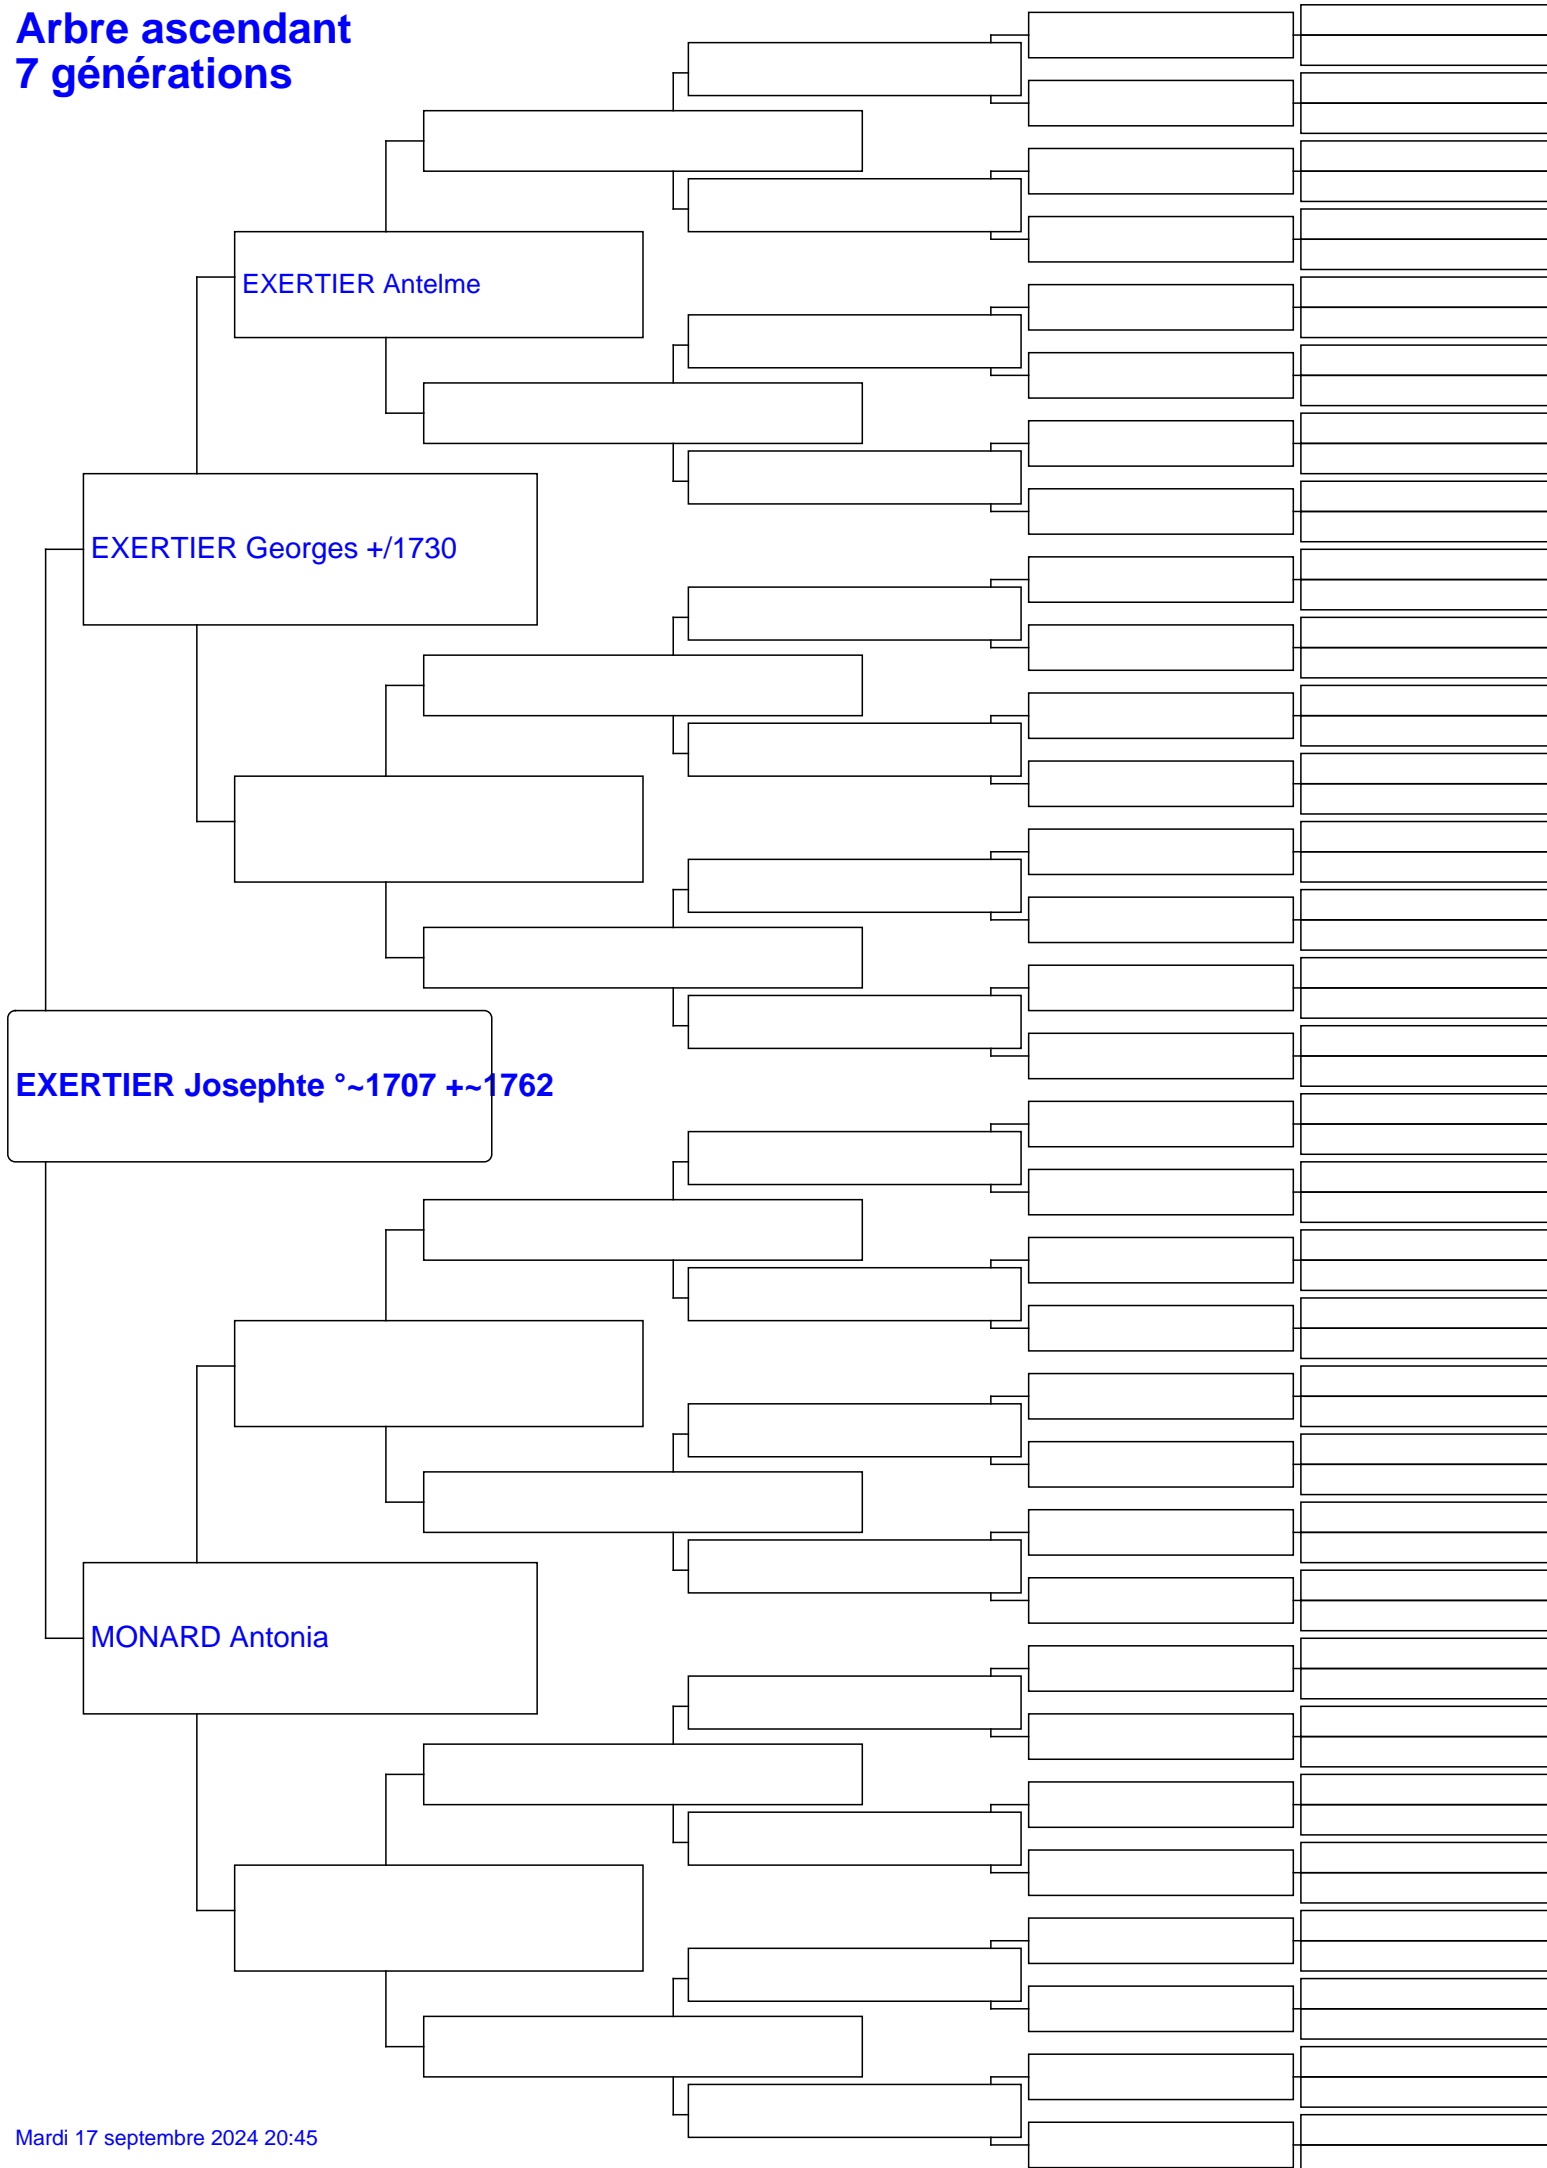 Arbre ascendant
7 générations
EXERTIER Antelme
EXERTIER Georges +/1730
EXERTIER Josephte °~1707 +~1762
MONARD Antonia
Mardi 17 septembre 2024 20:45